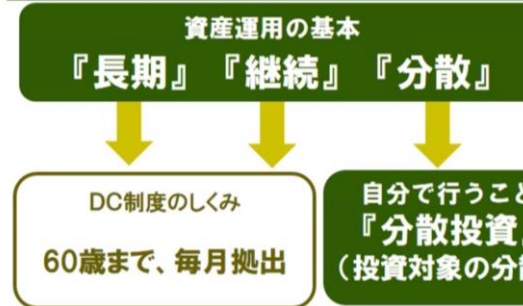 資産運用の基本
『長期』『継続』『分散』
DC制度のしくみ
60歳まで、毎月拠出
自分で行うこと
『分散投資』
(投資対象の分